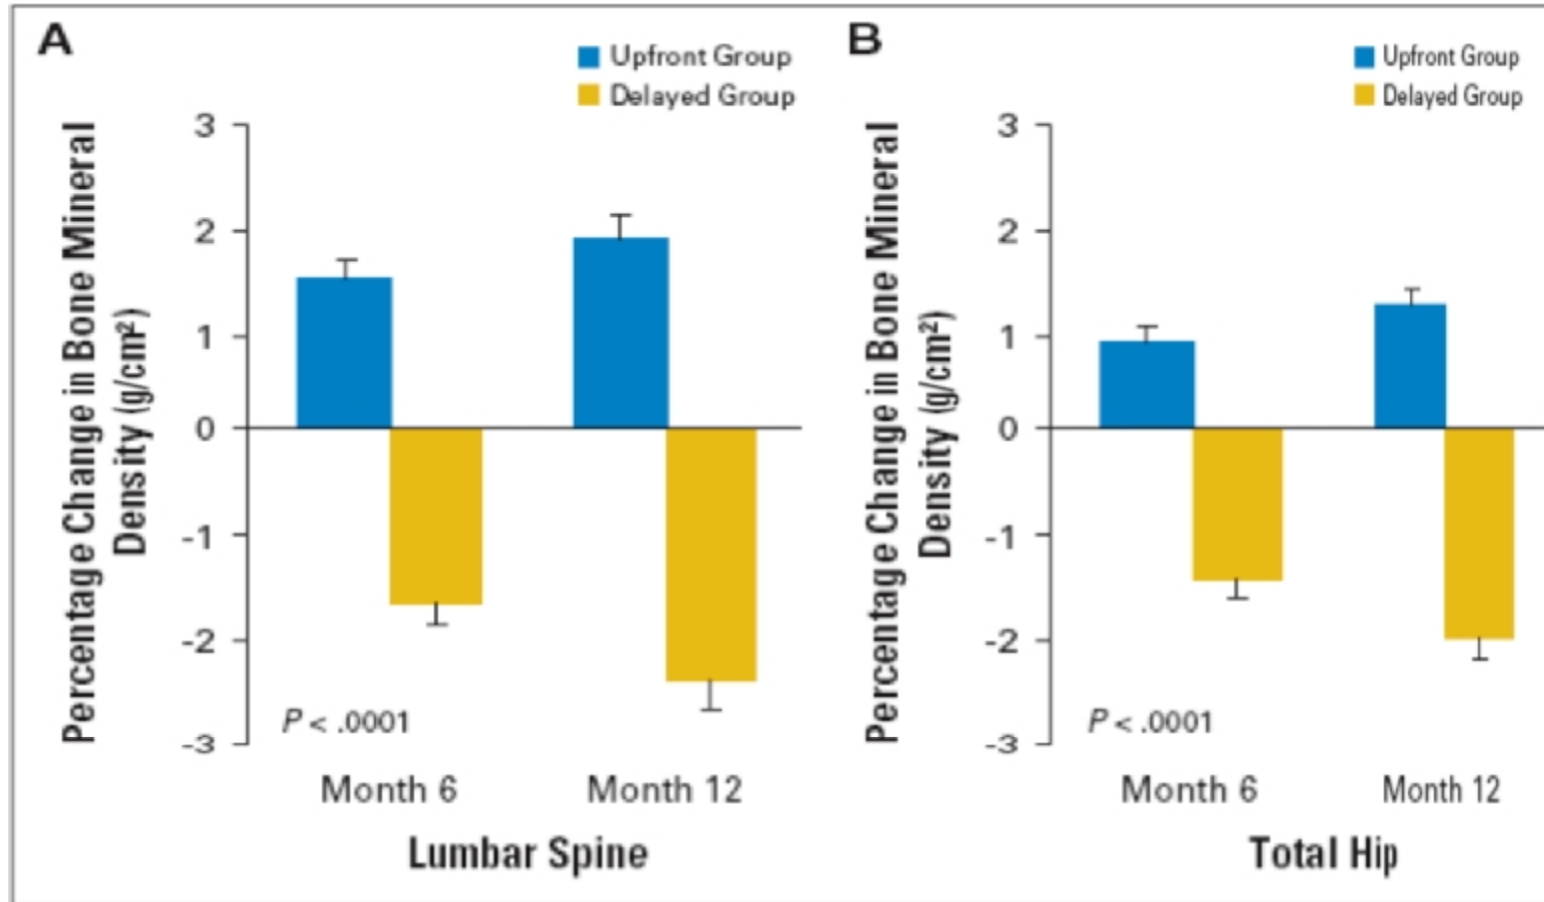 A
Upfront Group
Delayed Group
Percentage Change in Bone Mineral
Density (g/cm²)
3
2
1
0
-1
-2
-3
P < .0001
Month 6
Month 12
Lumbar Spine
B
Upfront Group
Delayed Group
Percentage Change in Bone Mineral
Density (g/cm²)
3
2
1
0
-1
-2
-3
P < .0001
Month 6
Month 12
Total Hip